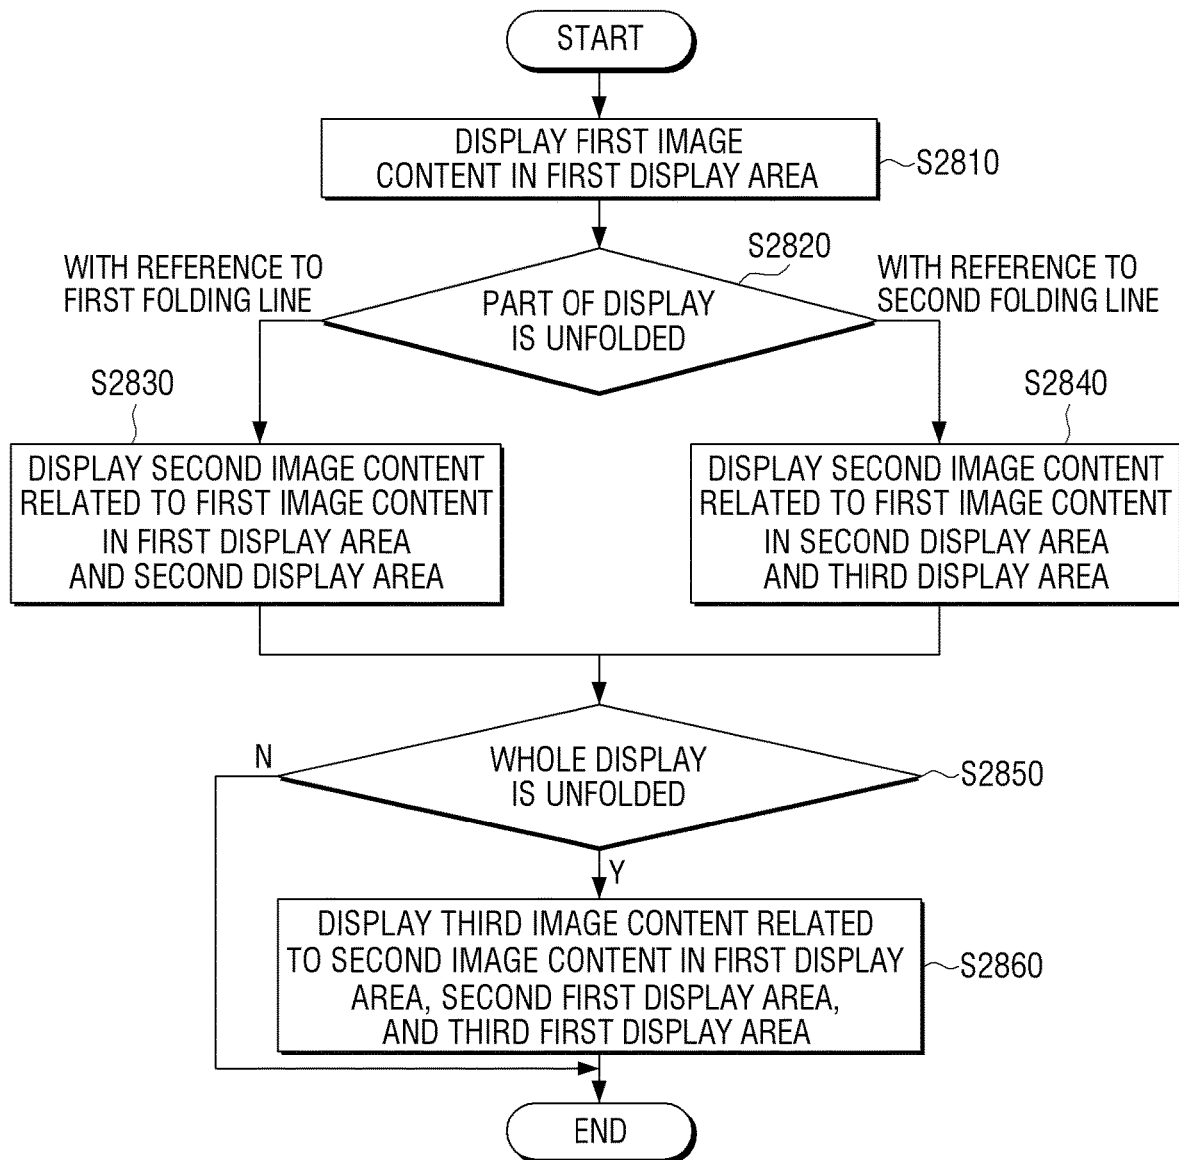 START
DISPLAY FIRST IMAGE
CONTENT IN FIRST DISPLAY AREA
S2810
S2820
WITH REFERENCE TO
FIRST FOLDING LINE
PART OF DISPLAY
IS UNFOLDED
WITH REFERENCE TO
SECOND FOLDING LINE
S2830
DISPLAY SECOND IMAGE CONTENT
RELATED TO FIRST IMAGE CONTENT
IN FIRST DISPLAY AREA
AND SECOND DISPLAY AREA
S2840
DISPLAY SECOND IMAGE CONTENT
RELATED TO FIRST IMAGE CONTENT
IN SECOND DISPLAY AREA
AND THIRD DISPLAY AREA
N
WHOLE DISPLAY
IS UNFOLDED
S2850
Y
DISPLAY THIRD IMAGE CONTENT RELATED
TO SECOND IMAGE CONTENT IN FIRST DISPLAY
AREA, SECOND FIRST DISPLAY AREA,
AND THIRD FIRST DISPLAY AREA
S2860
END